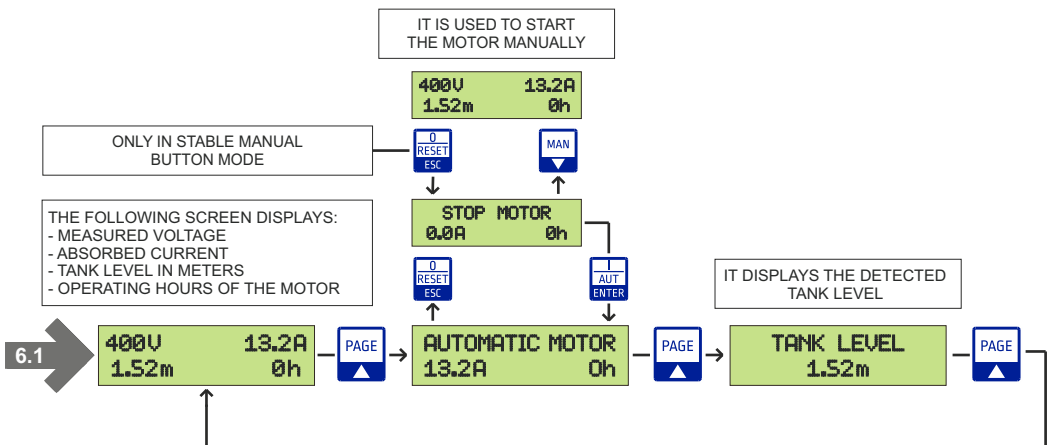 IT IS USED TO START
THE MOTOR MANUALLY
400V 13.2A
1.52m 0h
ONLY IN STABLE MANUAL
BUTTON MODE
0
RESET
ESC
MAN
THE FOLLOWING SCREEN DISPLAYS:
- MEASURED VOLTAGE
- ABSORBED CURRENT
- TANK LEVEL IN METERS
- OPERATING HOURS OF THE MOTOR
STOP MOTOR
0.0A 0h
0
RESET
ESC
I
AUT
ENTER
IT DISPLAYS THE DETECTED
TANK LEVEL
6.1
400V 13.2A
1.52m 0h
PAGE
AUTOMATIC MOTOR
13.2A 0h
PAGE
TANK LEVEL
1.52m
PAGE